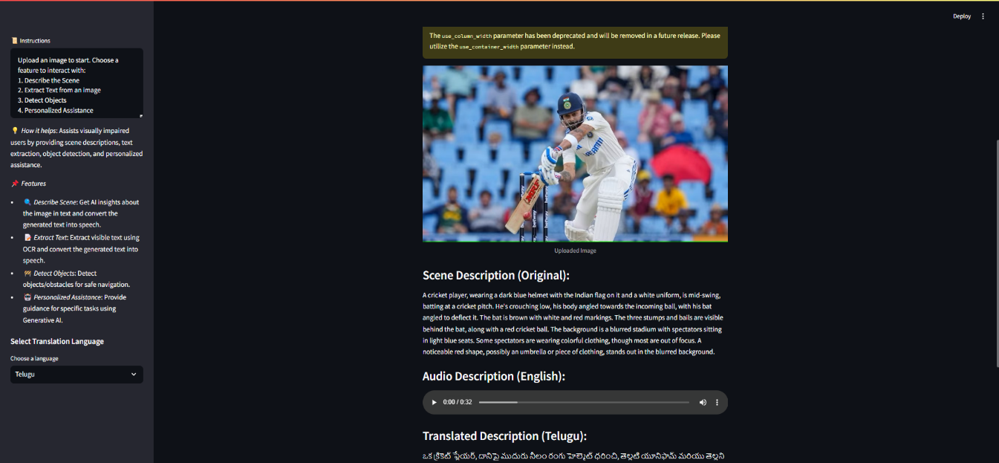 Deploy
📜 Instructions
Upload an image to start. Choose a
feature to interact with:
1. Describe the Scene
2. Extract Text from an image
3. Detect Objects
4. Personalized Assistance
💡 How it helps: Assists visually impaired
users by providing scene descriptions, text
extraction, object detection, and personalized
assistance.
📌 Features
• 🔍 Describe Scene: Get AI insights about
the image in text and convert the
generated text into speech.
• 📝 Extract Text: Extract visible text using
OCR and convert the generated text into
speech.
• 🚧 Detect Objects: Detect
objects/obstacles for safe navigation.
• 🤖 Personalized Assistance: Provide
guidance for specific tasks using
Generative AI.
Select Translation Language
Choose a language
Telugu
The use_column_width parameter has been deprecated and will be removed in a future release. Please
utilize the use_container_width parameter instead.
MRF
betway
betway
Uploaded Image
Scene Description (Original):
A cricket player, wearing a dark blue helmet with the Indian flag on it and a white uniform, is mid-swing,
batting at a cricket pitch. He's crouching low, his body angled towards the incoming ball, with his bat
angled to deflect it. The bat is brown with white and red markings. The three stumps and bails are visible
behind the bat, along with a red cricket ball. The background is a blurred stadium with spectators sitting
in light blue seats. Some spectators are wearing colorful clothing, though most are out of focus. A
noticeable red shape, possibly an umbrella or piece of clothing, stands out in the blurred background.
Audio Description (English):
0:00 / 0:32
Translated Description (Telugu):
ఒక క్రికెట్ ప్లేయర్, దానిపై ముదురు నీలం రంగు హెల్మెట్ ధరించి, తెల్లటి యూనిఫామ్ మరియు తెల్లని